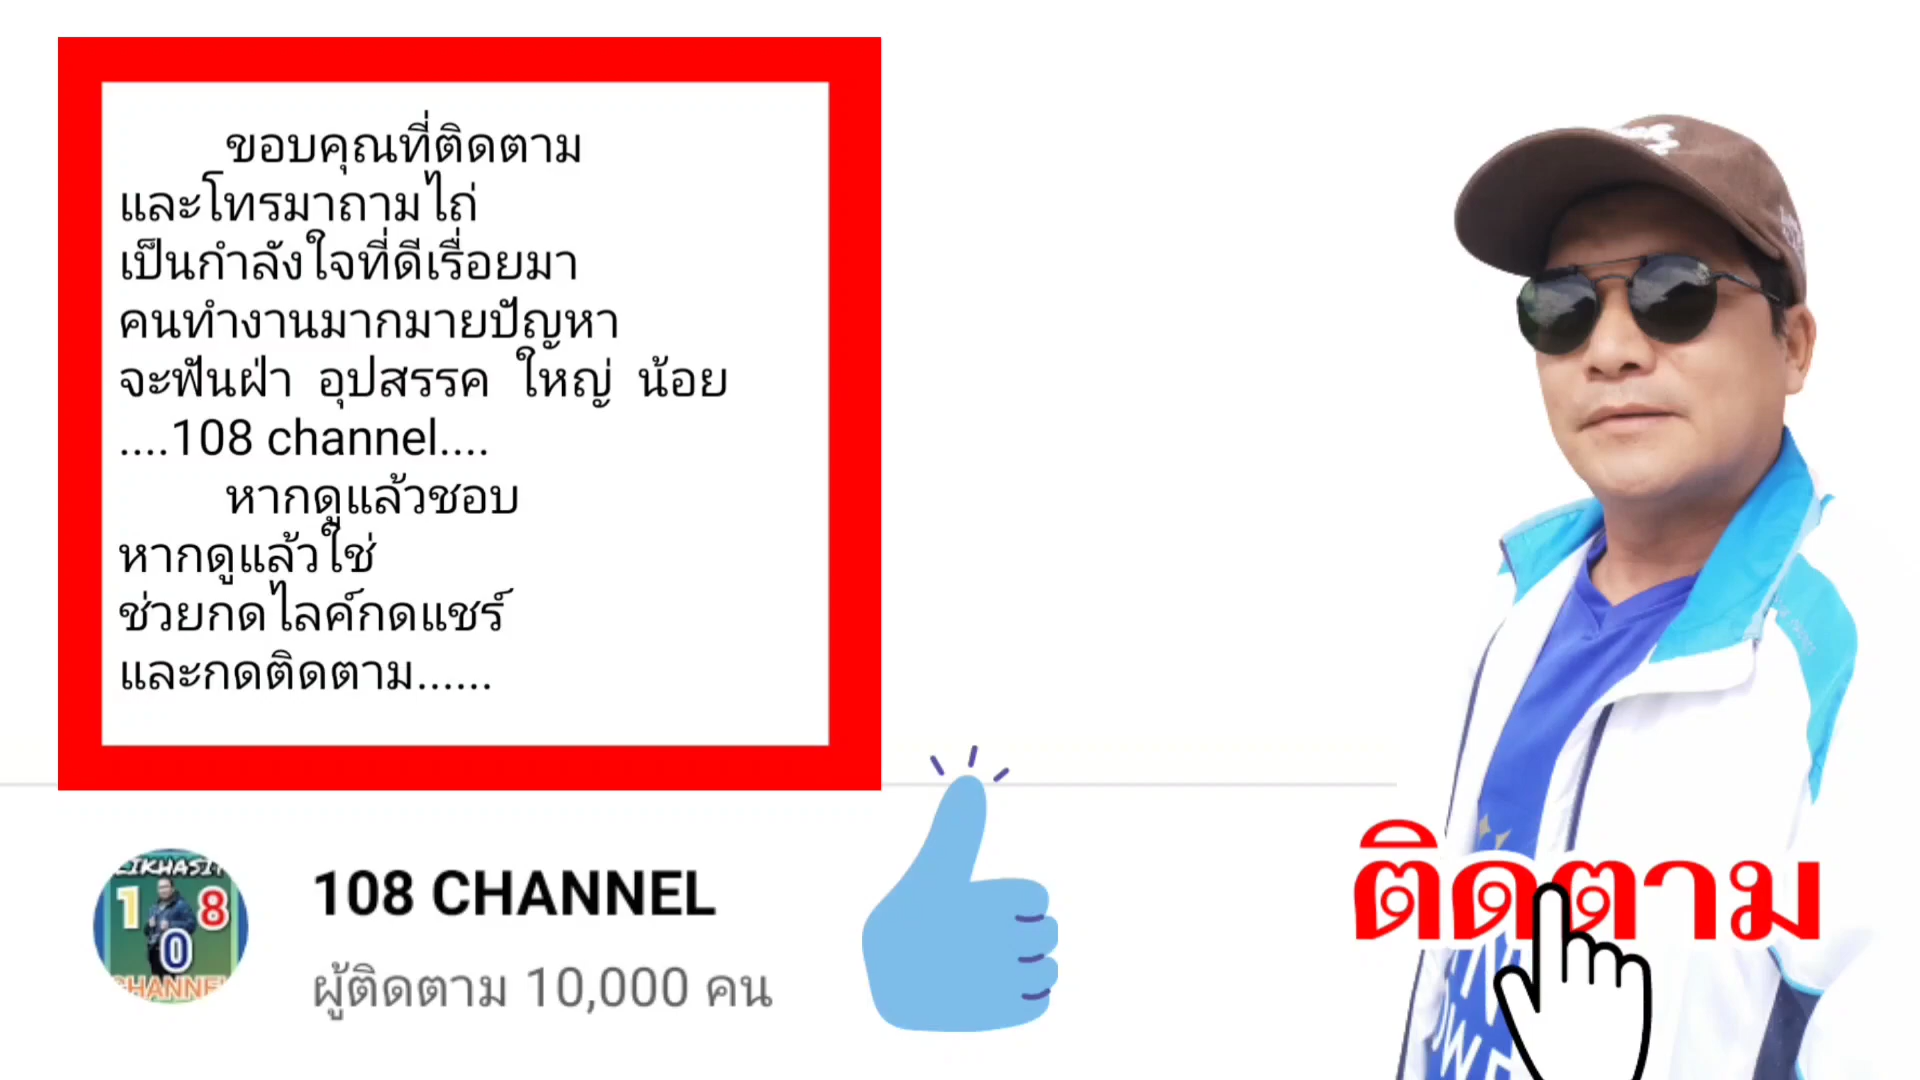 ขอบคุณที่ติดตาม
และโทรมาถามไถ่
เป็นกำลังใจที่ดีเรื่อยมา
คนทำงานมากมายปัญหา
จะฟันฝ่า อุปสรรค ใหญ่ น้อย
....108 channel....
หากดูแล้วชอบ
หากดูแล้วใช่
ช่วยกดไลค์กดแชร์
และกดติดตาม......
108 CHANNEL
ผู้ติดตาม 10,000 คน
108
CHANNEL
ติดตาม